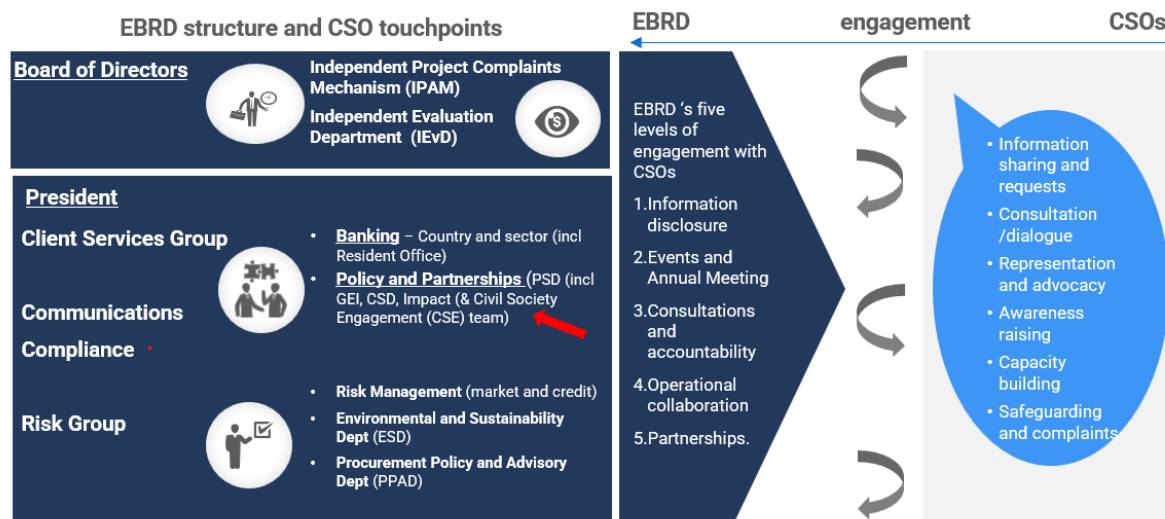 EBRD structure and CSO touchpoints
EBRD
engagement
CSOs
Board of Directors
Independent Project Complaints
Mechanism (IPAM)
Independent Evaluation
Department  (IEvD)
President
Client Services Group
Communications
Compliance
Risk Group
• Banking – Country and sector (incl
Resident Office)
• Policy and Partnerships (PSD (incl
GEI, CSD, Impact (& Civil Society
Engagement (CSE) team)
• Risk Management (market and credit)
• Environmental and Sustainability
Dept (ESD)
• Procurement Policy and Advisory
Dept (PPAD)
EBRD ‘s five
levels of
engagement with
CSOs
1.Information
disclosure
2.Events and
Annual Meeting
3.Consultations
and
accountability
4.Operational
collaboration
5.Partnerships.
• Information
sharing and
requests
• Consultation
/dialogue
• Representation
and advocacy
• Awareness
raising
• Capacity
building
• Safeguarding
and complaints